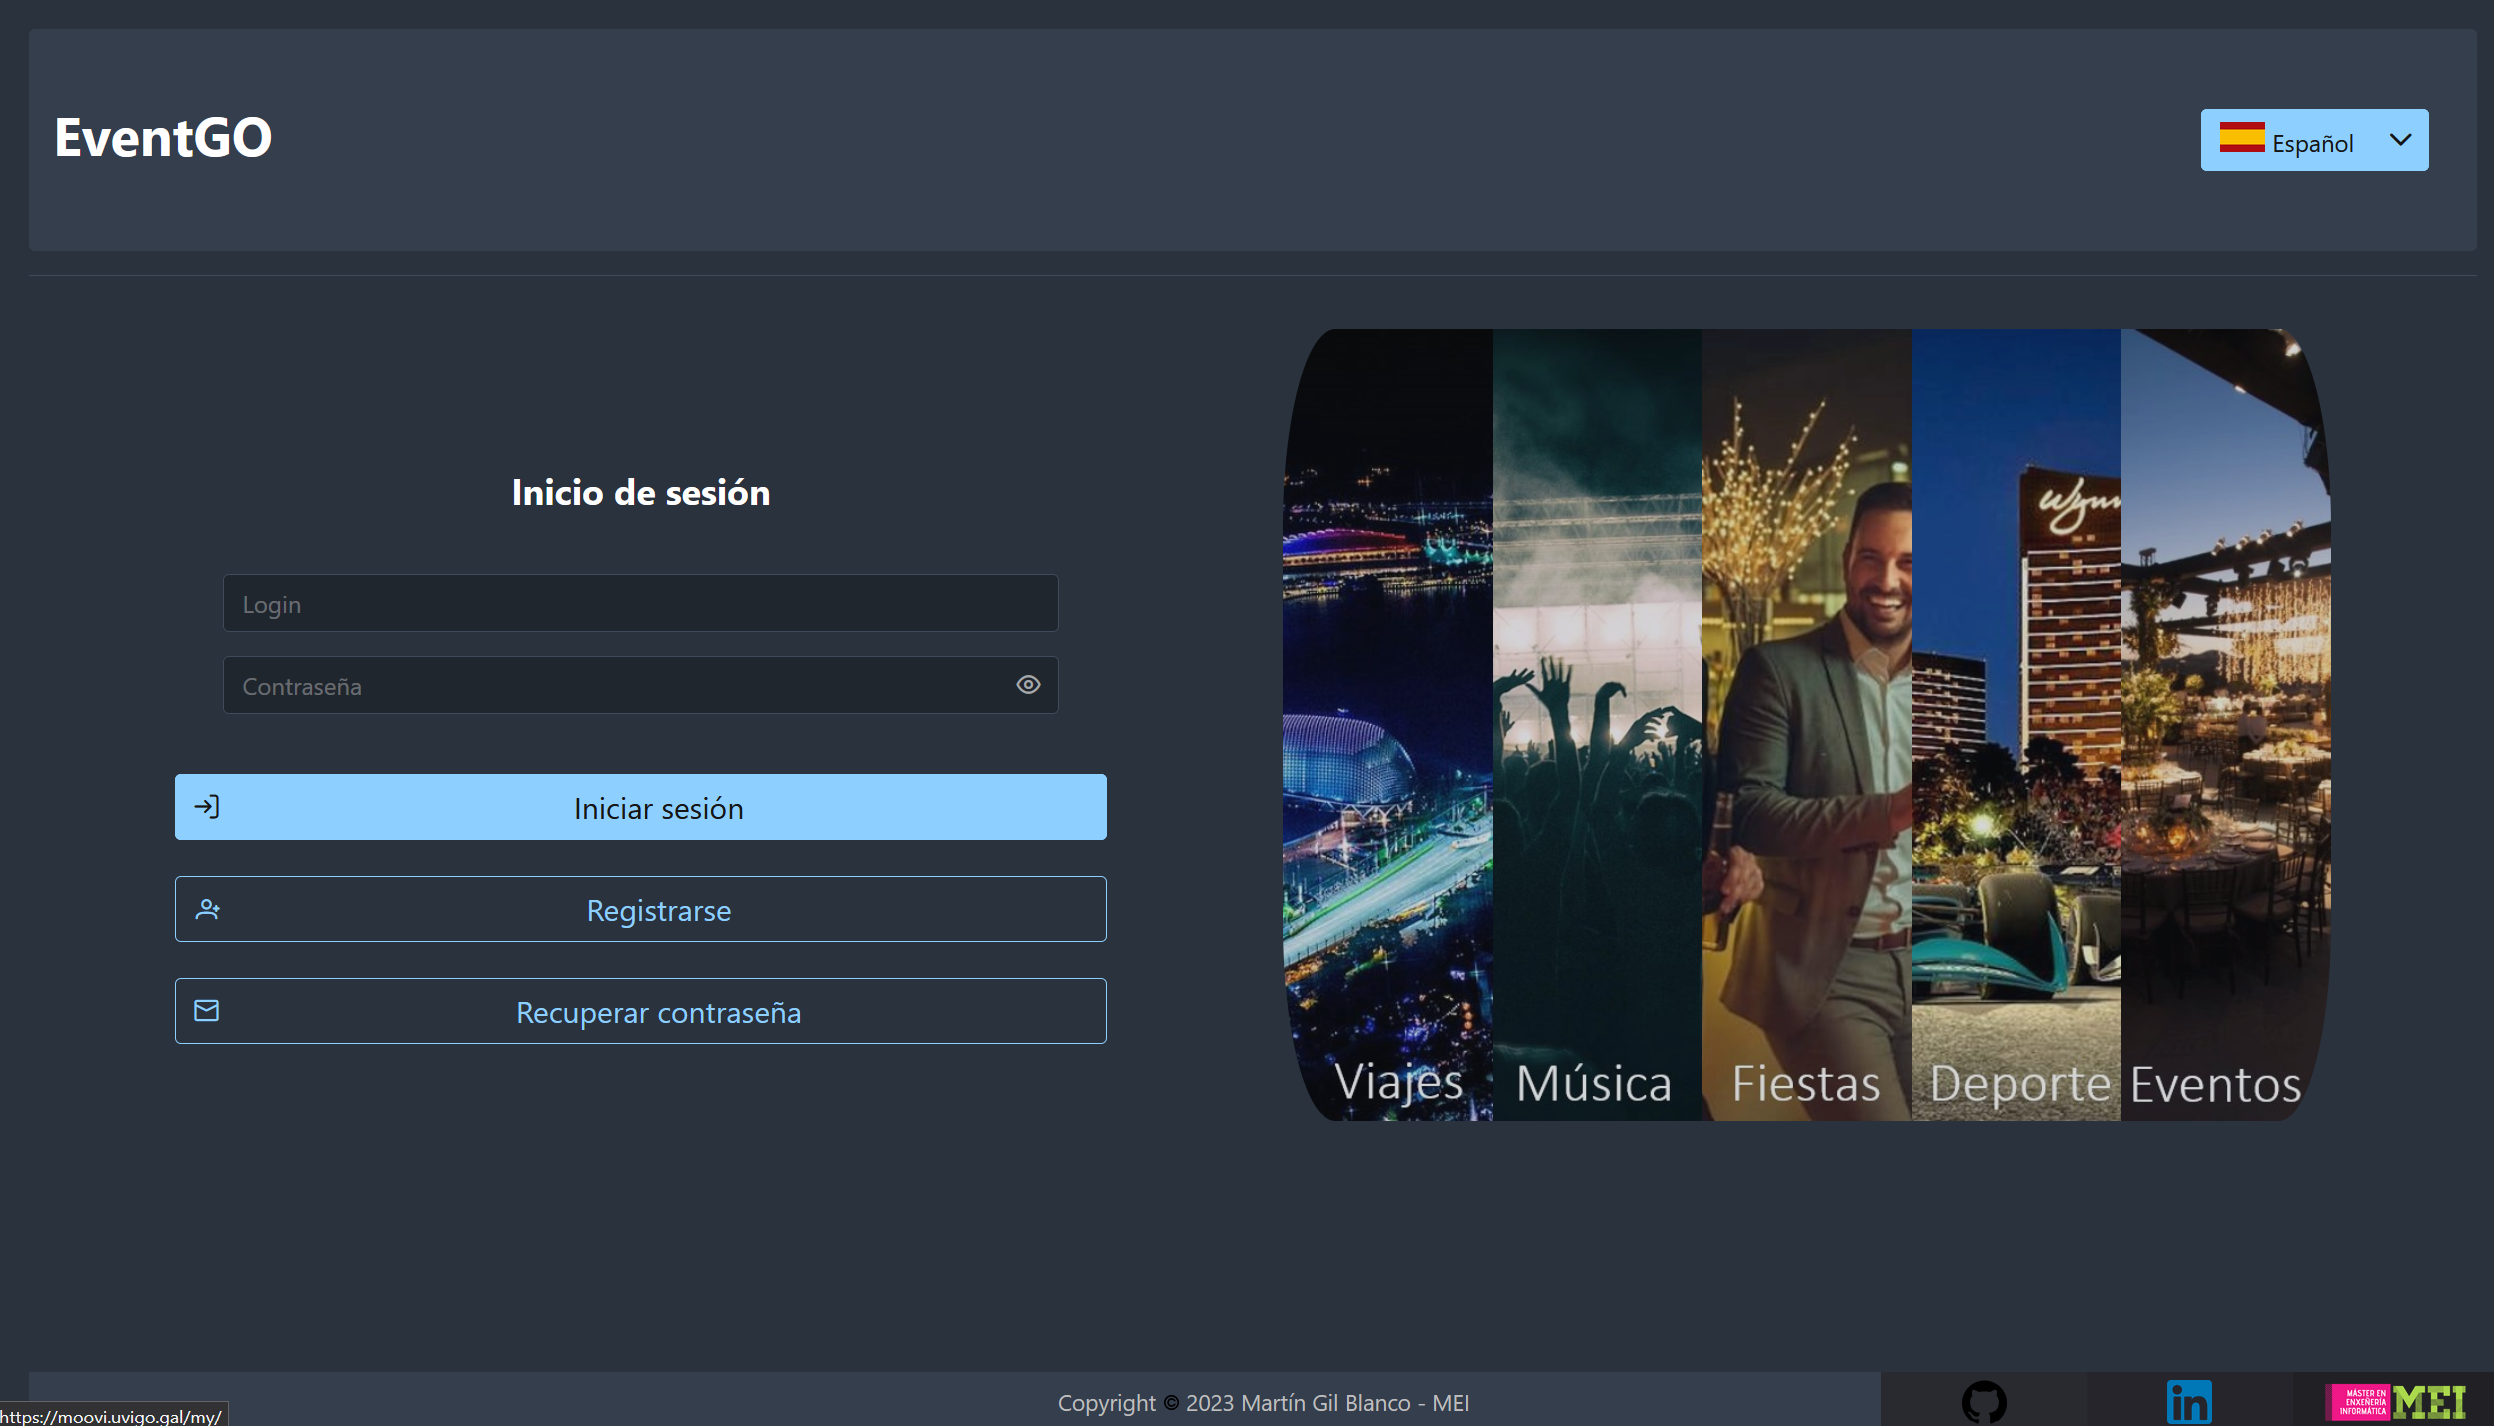 EventGO
Español
Inicio de sesión
Login
Contraseña
Iniciar sesión
Registrarse
Recuperar contraseña
Wynn
Viajes
Música
Fiestas
Deporte
Eventos
Copyright © 2023 Martín Gil Blanco - MEI
in
MÁSTER EN
ENXEÑERÍA
INFORMÁTICA
MEI
https://moovi.uvigo.gal/my/